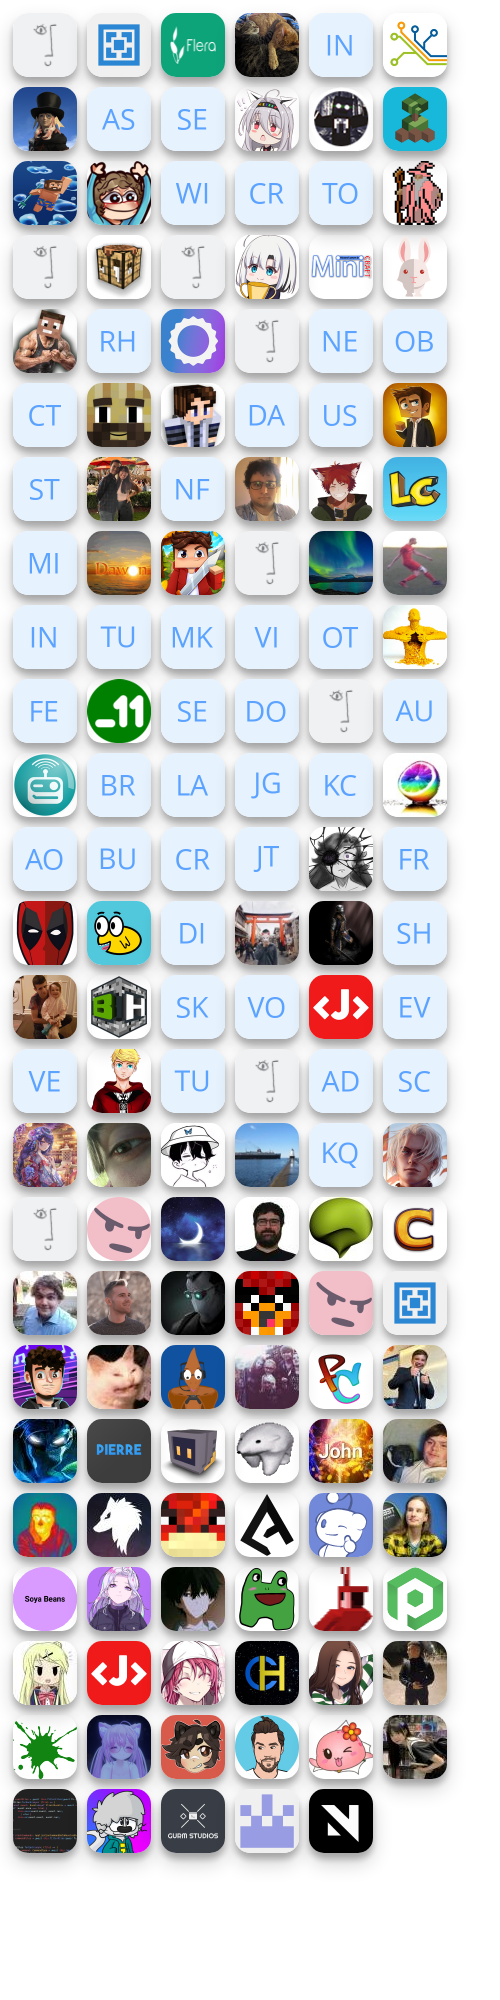 Flera
IN
AS
SE
WI
CR
TO
Mini
RH
NE
OB
CT
DA
US
ST
NF
LC
MI
Dawn
IN
TU
MK
VI
OT
FE
_11
SE
DO
AU
BR
LA
JG
KC
AO
BU
CR
JT
FR
DI
SH
BH
SK
VO
<J>
EV
VE
TU
AD
SC
KQ
C
PC
PIERRE
John
Soya Beans
<J>
CH
GURM STUDIOS
N